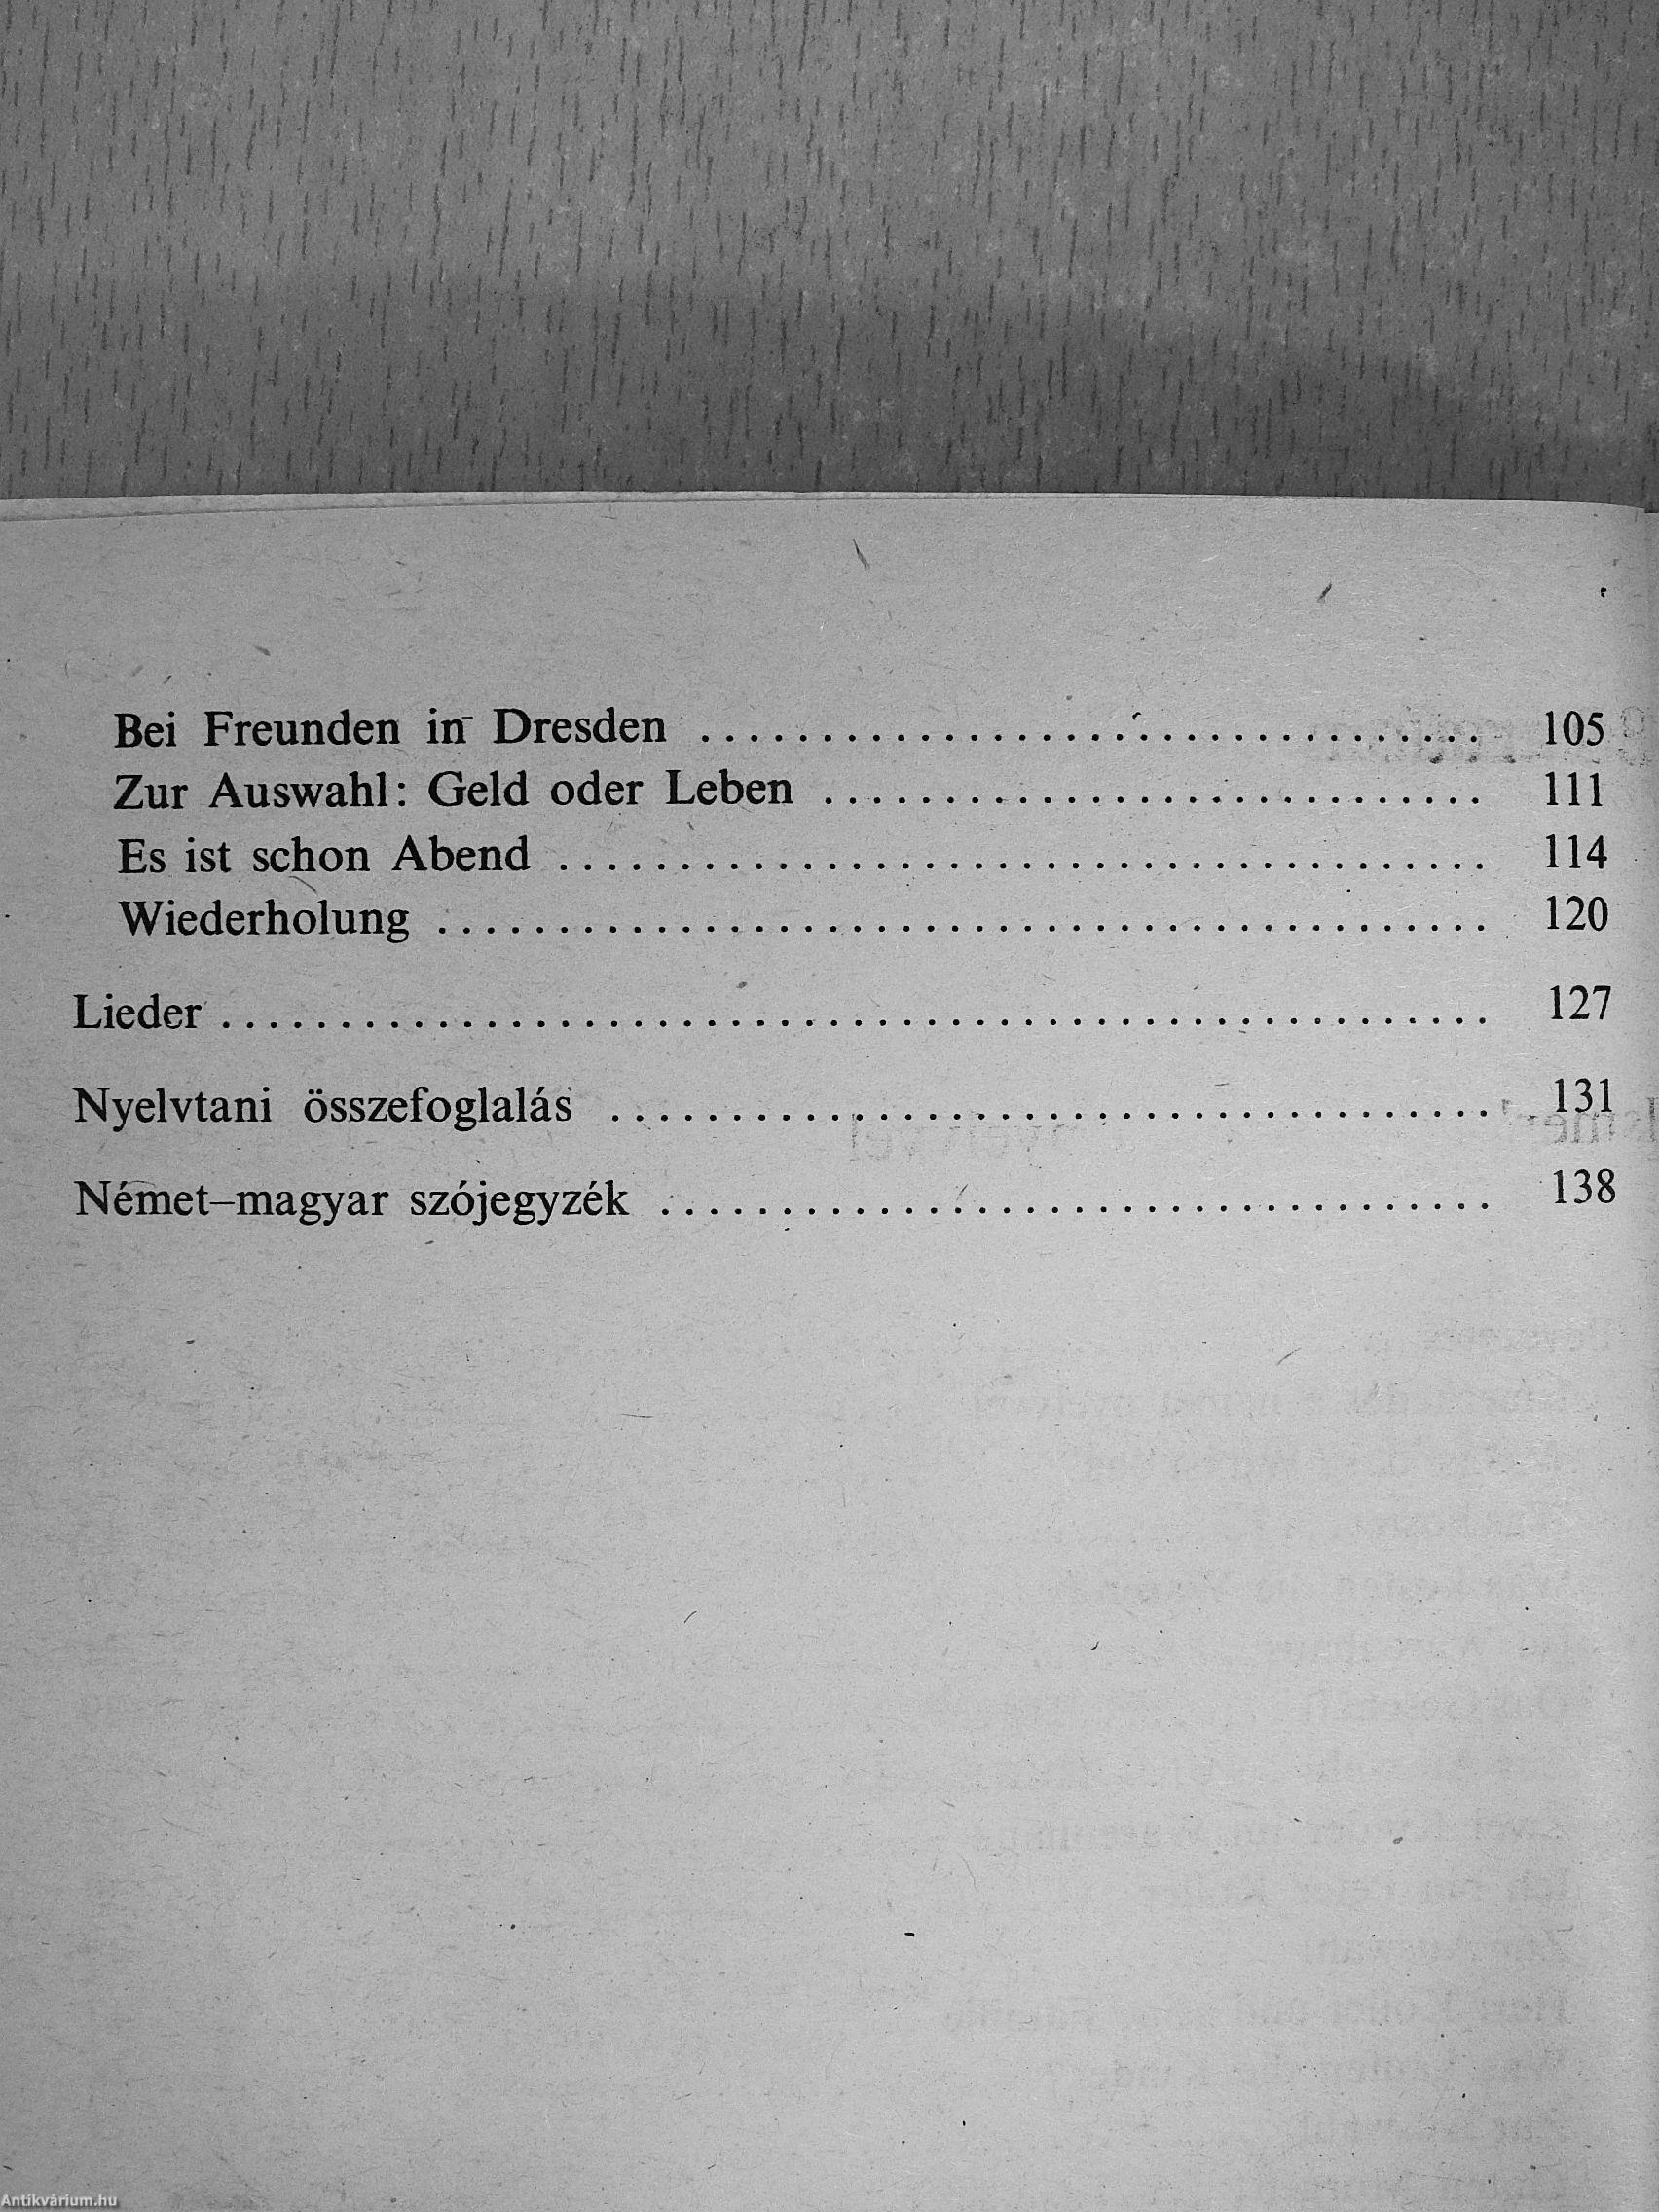 Bei Freunden in Dresden ................................. 105
Zur Auswahl: Geld oder Leben ............................ 111
Es ist schon Abend ....................................... 114
Wiederholung ............................................ 120
Lieder ..................................................... 127
Nyelvtani összefoglalás ..................................... 131
Német–magyar szójegyzék ................................... 138
Antikvárium.hu